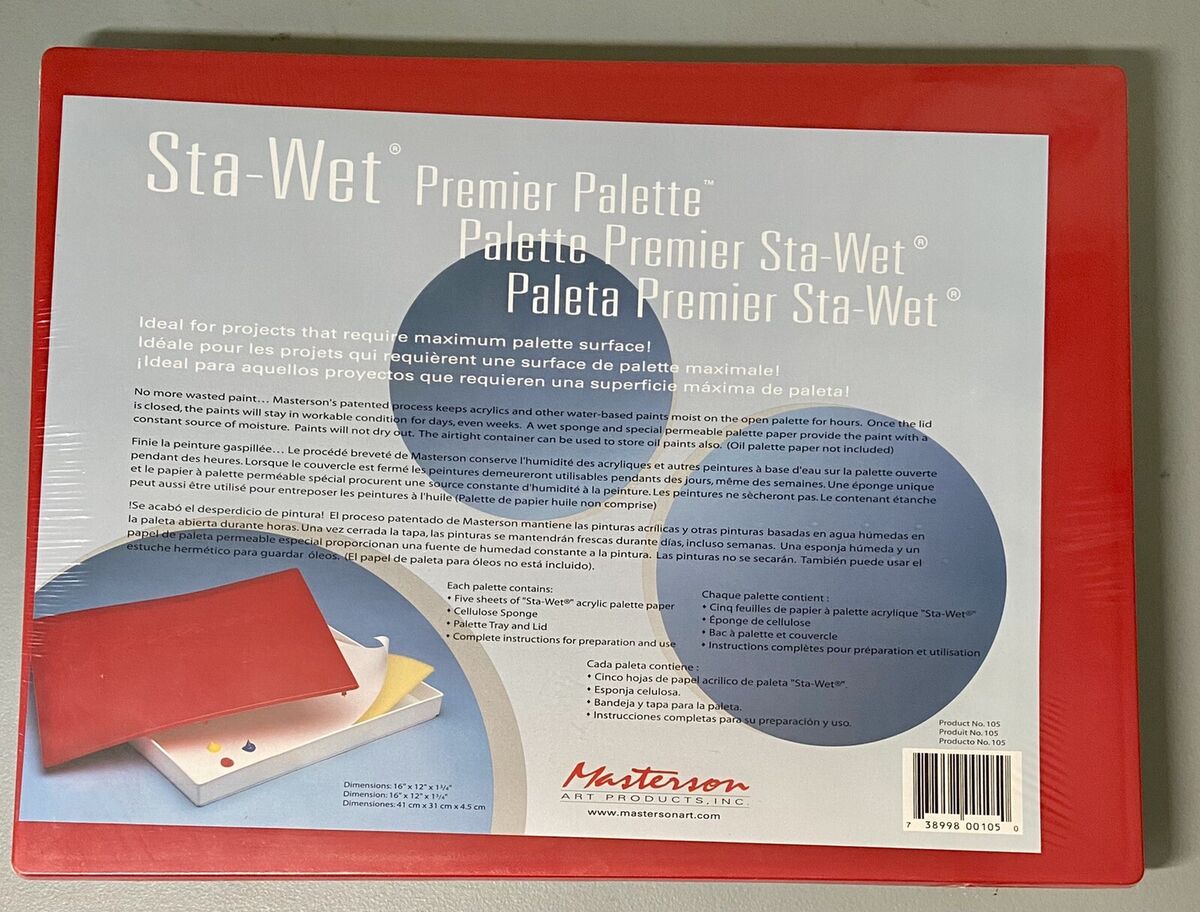 Sta-Wet® Premier Palette™
Palette Premier Sta-Wet®
Paleta Premier Sta-Wet®
Ideal for projects that require maximum palette surface!
Idéale pour les projets qui requièrent une surface de palette maximale!
¡Ideal para aquellos proyectos que requieren una superficie máxima de paleta!
No more wasted paint... Masterson's patented process keeps acrylics and other water-based paints moist on the open palette for hours. Once the lid
is closed, the paints will stay in workable condition for days, even weeks. A wet sponge and special permeable palette paper provide the paint with a
constant source of moisture. Paints will not dry out. The airtight container can be used to store oil paints also. (Oil palette paper not included)
Finie la peinture gaspillée... Le procédé breveté de Masterson conserve l'humidité des acryliques et autres peintures à base d'eau sur la palette ouverte
pendant des heures. Lorsque le couvercle est fermé les peintures demeureront utilisables pendants des jours, même des semaines. Une éponge unique
et le papier à palette perméable spécial procurent une source constante d'humidité à la peinture. Les peintures ne sècheront pas. Le contenant étanche
peut aussi être utilisé pour entreposer les peintures à l'huile (Palette de papier huile non comprise)
!Se acabó el desperdicio de pintura! El proceso patentado de Masterson mantiene las pinturas acrílicas y otras pinturas basadas en agua húmedas en
la paleta abierta durante horas. Una vez cerrada la tapa, las pinturas se mantendrán frescas durante días, incluso semanas. Una esponja húmeda y un
papel de paleta permeable especial proporcionan una fuente de humedad constante a la pintura. Las pinturas no se secarán. También puede usar el
estuche hermético para guardar óleos. (El papel de paleta para óleos no está incluido).
Each palette contains:
• Five sheets of "Sta-Wet®" acrylic palette paper
• Cellulose Sponge
• Palette Tray and Lid
• Complete instructions for preparation and use
Chaque palette contient :
• Cinq feuilles de papier à palette acrylique "Sta-Wet®"
• Éponge de cellulose
• Bac à palette et couvercle
• Instructions complètes pour préparation et utilisation
Cada paleta contiene :
• Cinco hojas de papel acrilico de paleta "Sta-Wet®".
• Esponja celulosa.
• Bandeja y tapa para la paleta.
• Instrucciones completas para su preparación y uso.
Product No. 105
Produit No. 105
Producto No. 105
Dimensions: 16" x 12" x 1 3/4"
Dimension: 16" x 12" x 1 3/4"
Dimensiones: 41 cm x 31 cm x 4.5 cm
Masterson
ART PRODUCTS, INC.
www.mastersonart.com
7 38998 00105 0